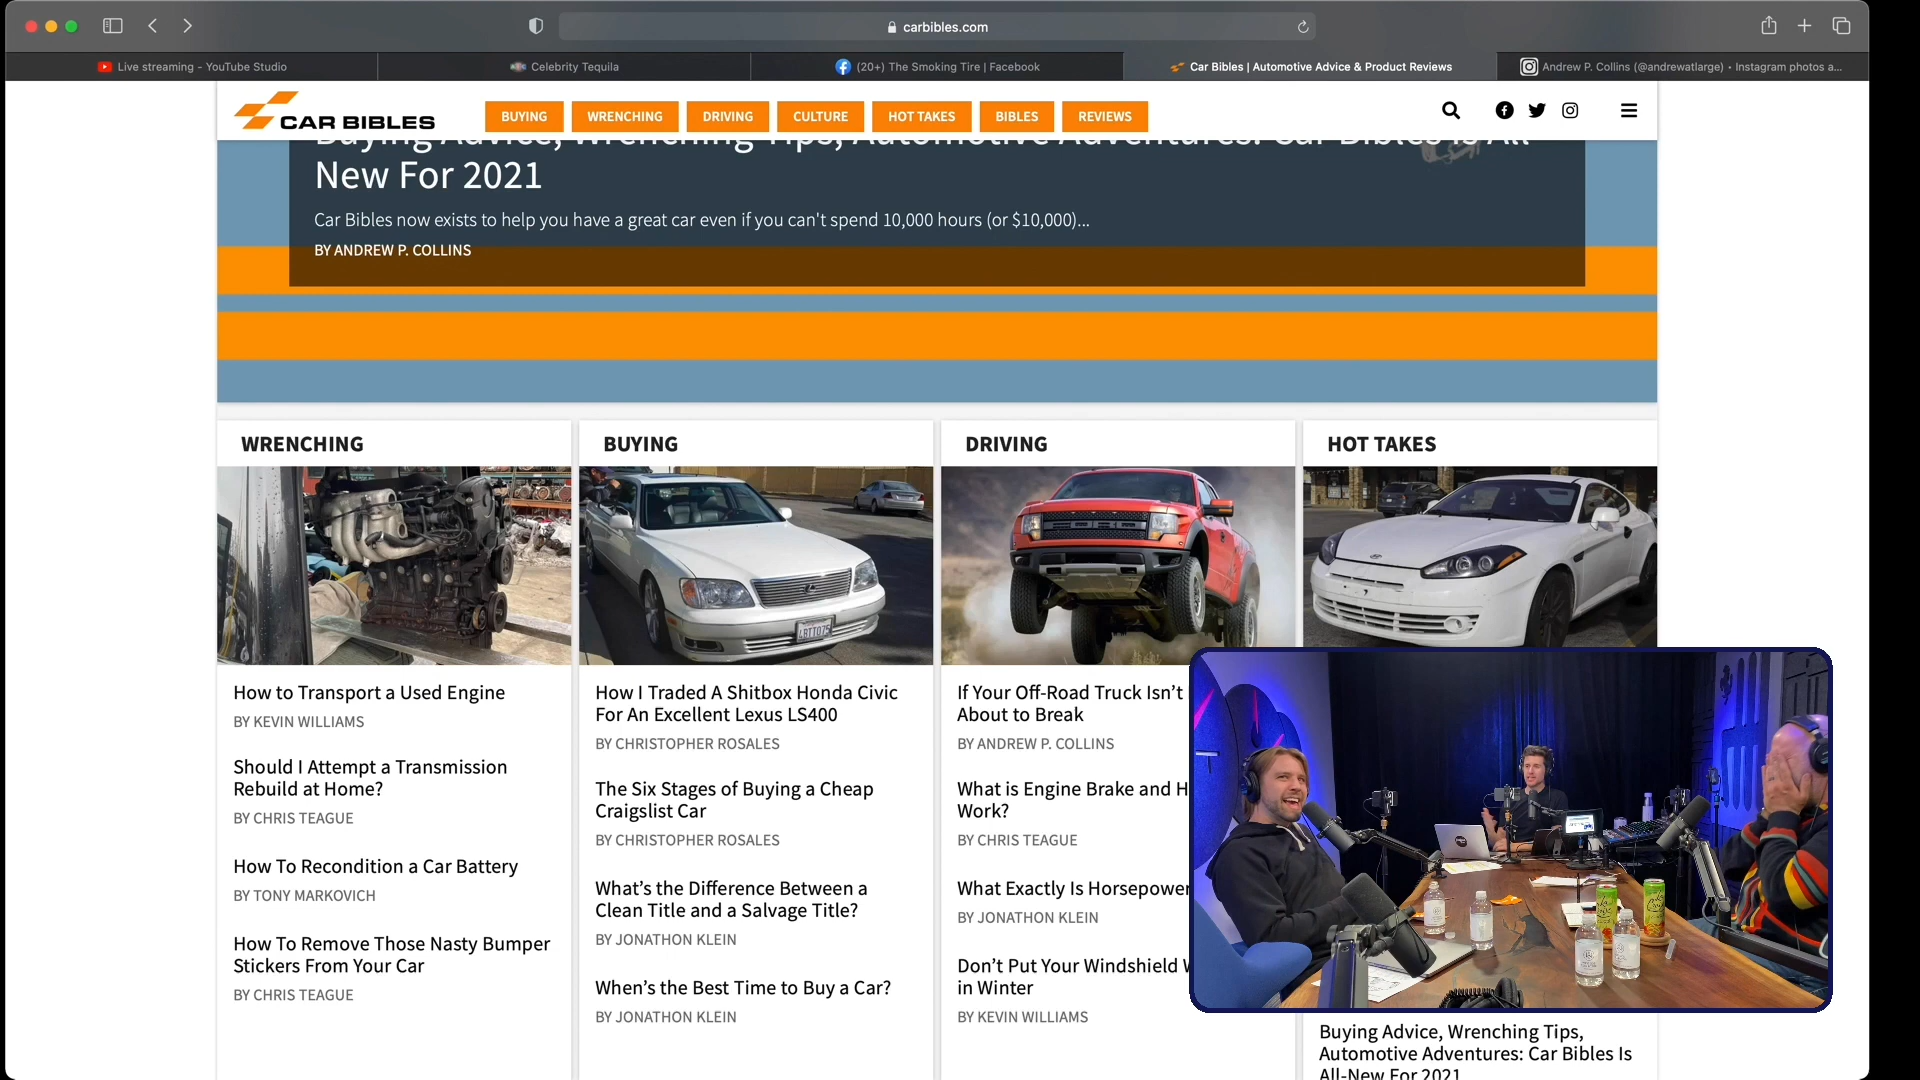 carbibles.com
Live streaming - YouTube Studio
Celebrity Tequila
(20+) The Smoking Tire | Facebook
Car Bibles | Automotive Advice & Product Reviews
Andrew P. Collins (@andrewatlarge) • Instagram photos a...
CAR BIBLES
BUYING
WRENCHING
DRIVING
CULTURE
HOT TAKES
BIBLES
REVIEWS
Buying Advice, Wrenching Tips, Automotive Adventures: Car Bibles Is All-
New For 2021
Car Bibles now exists to help you have a great car even if you can't spend 10,000 hours (or $10,000)...
BY ANDREW P. COLLINS
WRENCHING
How to Transport a Used Engine
BY KEVIN WILLIAMS
Should I Attempt a Transmission
Rebuild at Home?
BY CHRIS TEAGUE
How To Recondition a Car Battery
BY TONY MARKOVICH
How To Remove Those Nasty Bumper
Stickers From Your Car
BY CHRIS TEAGUE
BUYING
How I Traded A Shitbox Honda Civic
For An Excellent Lexus LS400
BY CHRISTOPHER ROSALES
The Six Stages of Buying a Cheap
Craigslist Car
BY CHRISTOPHER ROSALES
What's the Difference Between a
Clean Title and a Salvage Title?
BY JONATHON KLEIN
When's the Best Time to Buy a Car?
BY JONATHON KLEIN
DRIVING
If Your Off-Road Truck Isn't
About to Break
BY ANDREW P. COLLINS
What is Engine Brake and H
Work?
BY CHRIS TEAGUE
What Exactly Is Horsepower
BY JONATHON KLEIN
Don't Put Your Windshield W
in Winter
BY KEVIN WILLIAMS
HOT TAKES
Buying Advice, Wrenching Tips,
Automotive Adventures: Car Bibles Is
All-New For 2021